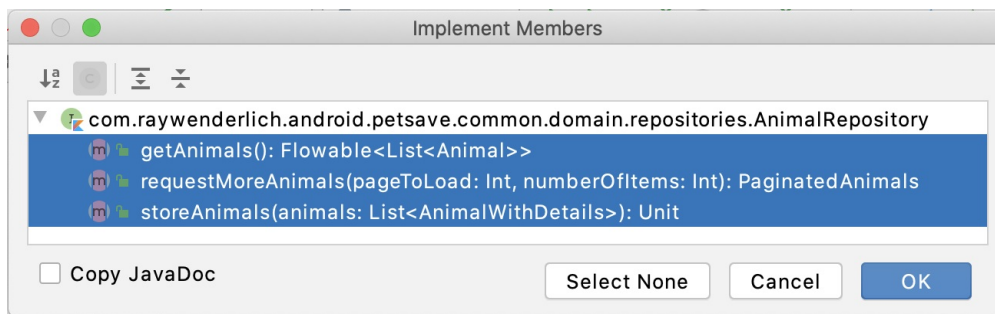 Implement Members
com.raywenderlich.android.petsave.common.domain.repositories.AnimalRepository
getAnimals(): Flowable<List<Animal>>
requestMoreAnimals(pageToLoad: Int, numberOfItems: Int): PaginatedAnimals
storeAnimals(animals: List<AnimalWithDetails>): Unit
Copy JavaDoc
Select None
Cancel
OK